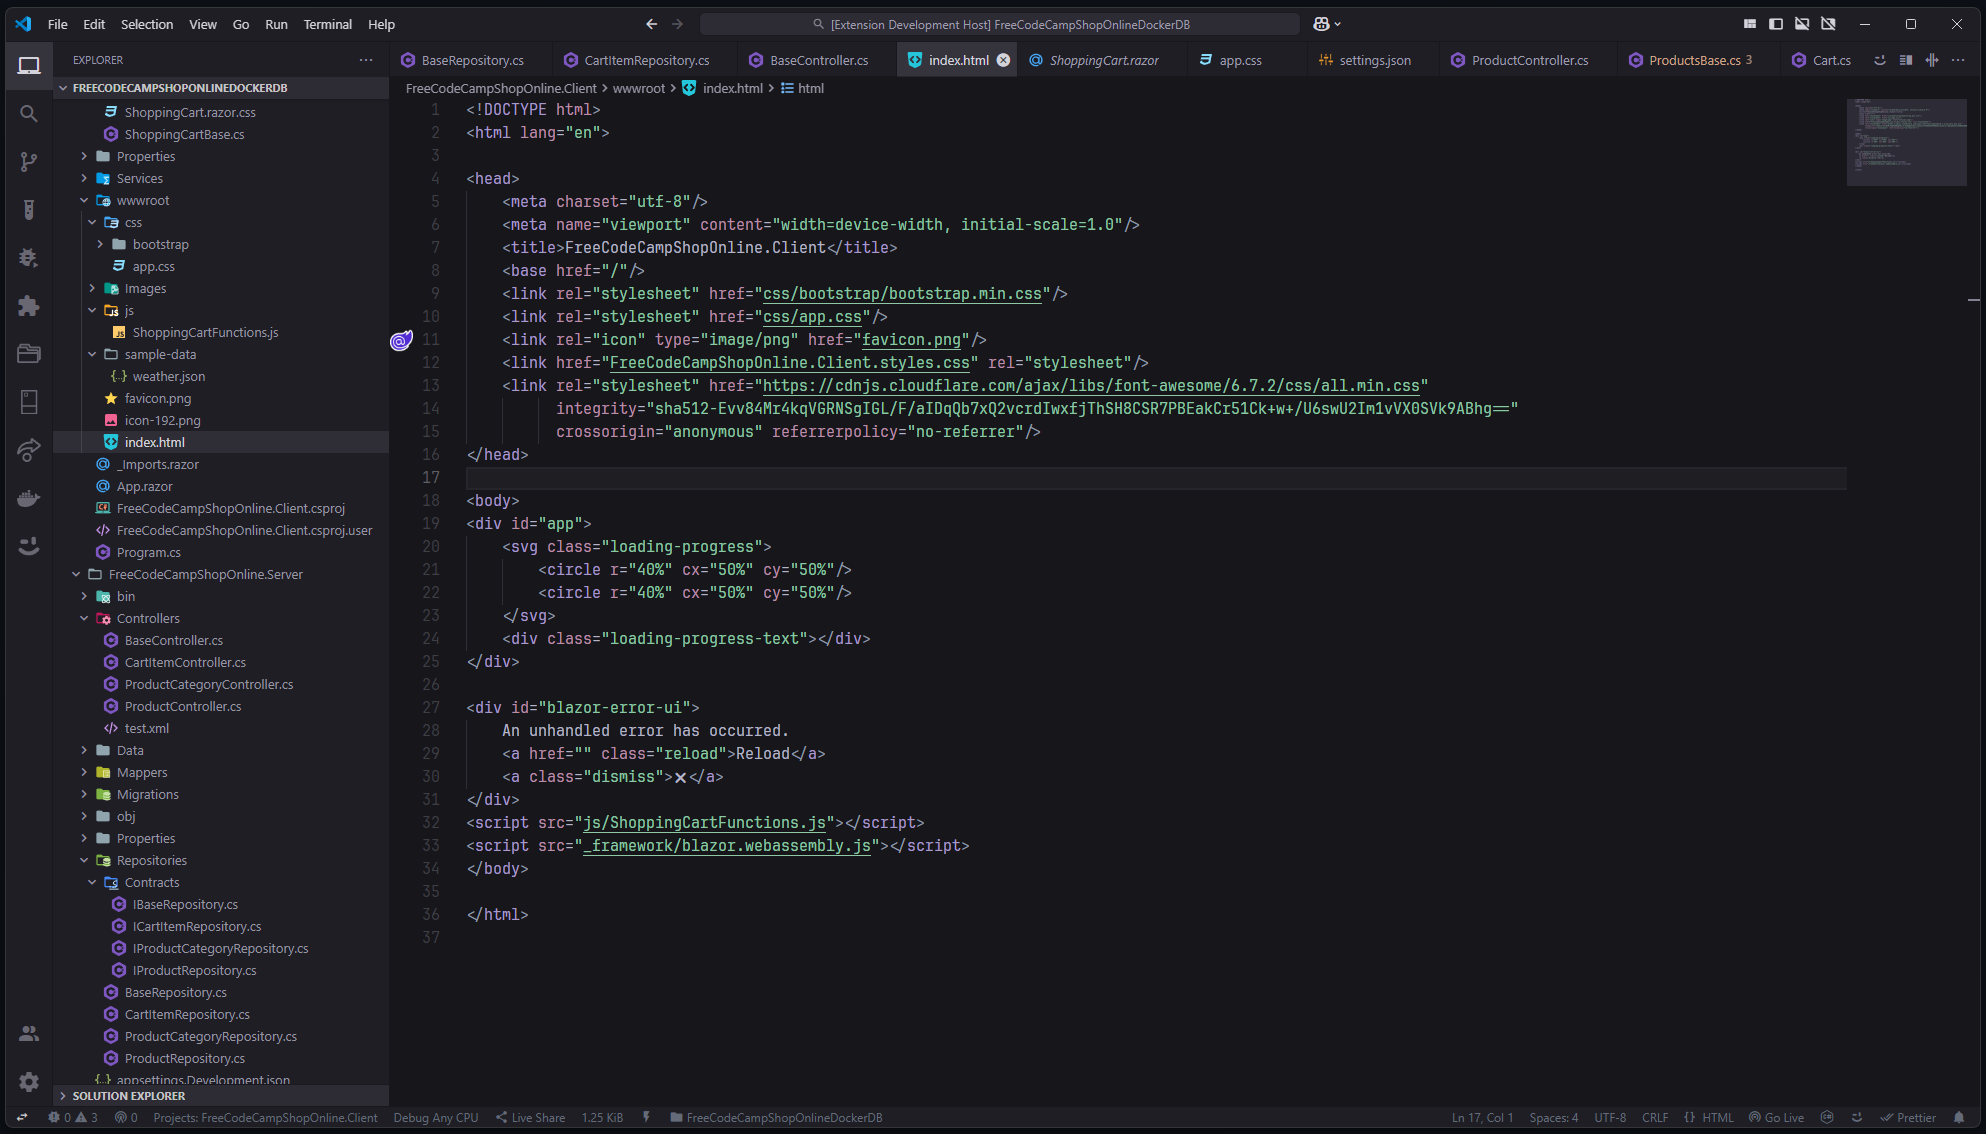 File Edit Selection View Go Run Terminal Help
[Extension Development Host] FreeCodeCampShopOnlineDockerDB
EXPLORER
FREECODECAMPSHOPONLINEDOCKERDB
ShoppingCart.razor.css
ShoppingCartBase.cs
Properties
Services
wwwroot
css
bootstrap
app.css
Images
js
ShoppingCartFunctions.js
sample-data
weather.json
favicon.png
icon-192.png
index.html
_Imports.razor
App.razor
FreeCodeCampShopOnline.Client.csproj
FreeCodeCampShopOnline.Client.csproj.user
Program.cs
FreeCodeCampShopOnline.Server
bin
Controllers
BaseController.cs
CartItemController.cs
ProductCategoryController.cs
ProductController.cs
test.xml
Data
Mappers
Migrations
obj
Properties
Repositories
Contracts
IBaseRepository.cs
ICartItemRepository.cs
IProductCategoryRepository.cs
IProductRepository.cs
BaseRepository.cs
CartItemRepository.cs
ProductCategoryRepository.cs
ProductRepository.cs
appsettings.Development.json
SOLUTION EXPLORER
BaseRepository.cs CartItemRepository.cs BaseController.cs index.html ShoppingCart.razor app.css settings.json ProductController.cs ProductsBase.cs 3 Cart.cs
FreeCodeCampShopOnline.Client > wwwroot > index.html > html
1 <!DOCTYPE html>
2 <html lang="en">
3
4 <head>
5 <meta charset="utf-8"/>
6 <meta name="viewport" content="width=device-width, initial-scale=1.0"/>
7 <title>FreeCodeCampShopOnline.Client</title>
8 <base href="/"/>
9 <link rel="stylesheet" href="css/bootstrap/bootstrap.min.css"/>
10 <link rel="stylesheet" href="css/app.css"/>
11 <link rel="icon" type="image/png" href="favicon.png"/>
12 <link href="FreeCodeCampShopOnline.Client.styles.css" rel="stylesheet"/>
13 <link rel="stylesheet" href="https://cdnjs.cloudflare.com/ajax/libs/font-awesome/6.7.2/css/all.min.css"
14 integrity="sha512-Evv84Mr4kqVGRNSgIGL/F/aIDqQb7xQ2vcrdIwxfjThSH8CSR7PBEakCr51Ck+w+/U6swU2Im1vVX0SVk9ABhg=="
15 crossorigin="anonymous" referrerpolicy="no-referrer"/>
16 </head>
17
18 <body>
19 <div id="app">
20 <svg class="loading-progress">
21 <circle r="40%" cx="50%" cy="50%"/>
22 <circle r="40%" cx="50%" cy="50%"/>
23 </svg>
24 <div class="loading-progress-text"></div>
25 </div>
26
27 <div id="blazor-error-ui">
28 An unhandled error has occurred.
29 <a href="" class="reload">Reload</a>
30 <a class="dismiss">🗙</a>
31 </div>
32 <script src="js/ShoppingCartFunctions.js"></script>
33 <script src="_framework/blazor.webassembly.js"></script>
34 </body>
35
36 </html>
37
0 3 0 Projects: FreeCodeCampShopOnline.Client Debug Any CPU Live Share 1.25 KiB FreeCodeCampShopOnlineDockerDB Ln 17, Col 1 Spaces: 4 UTF-8 CRLF {} HTML Go Live Prettier